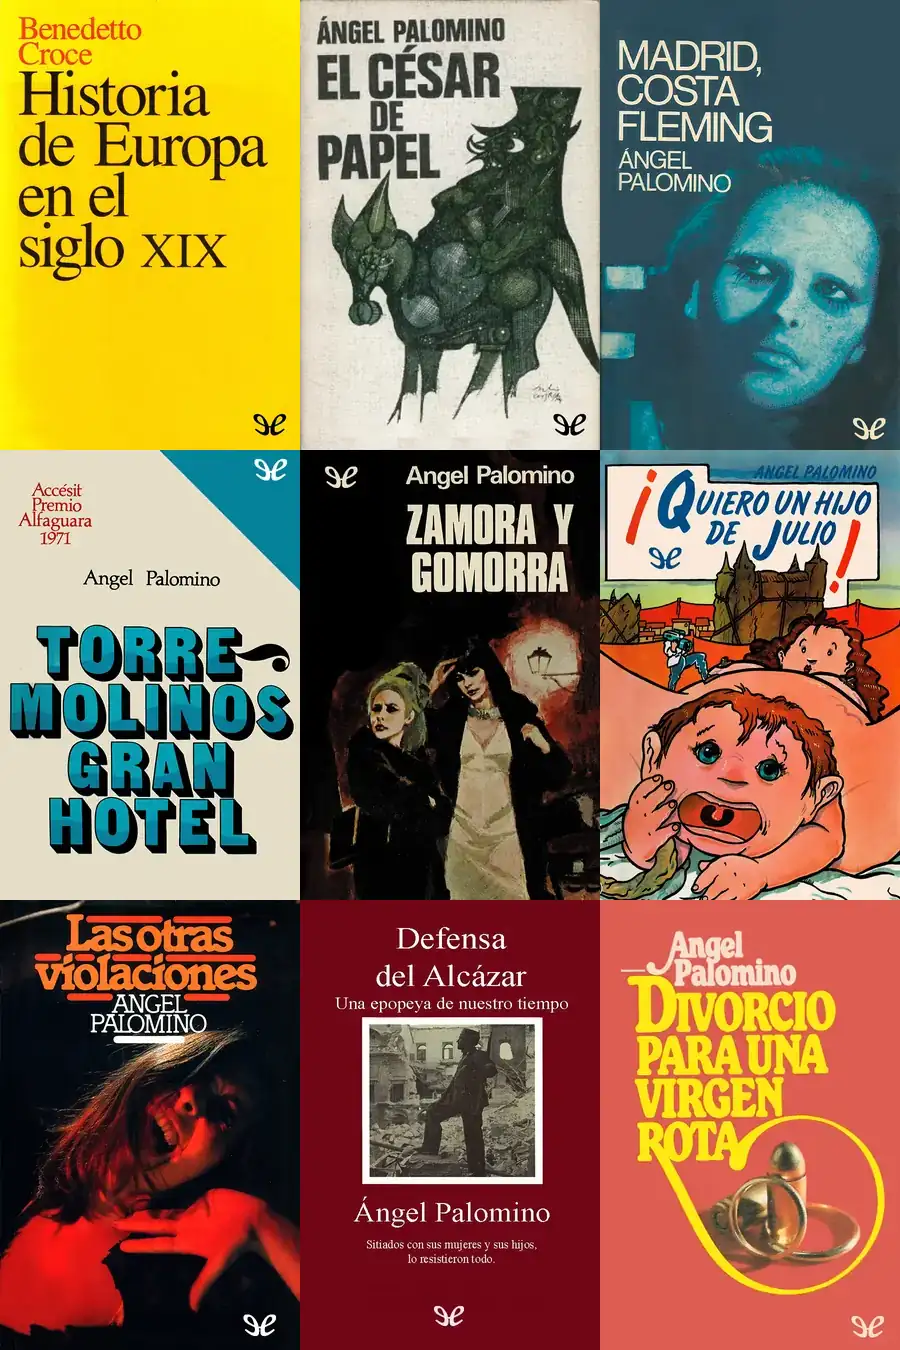 Benedetto
Croce
Historia
de Europa
en el
siglo XIX
ÁNGEL PALOMINO
EL CÉSAR
DE
PAPEL
MADRID,
COSTA
FLEMING
ÁNGEL
PALOMINO
Accésit
Premio
Alfaguara
1971
Angel Palomino
TORRE-
MOLINOS
GRAN
HOTEL
Angel Palomino
ZAMORA Y
GOMORRA
ANGEL PALOMINO
¡QUIERO UN HIJO
DE JULIO!
Las otras
violaciones
ANGEL
PALOMINO
Defensa
del Alcázar
Una epopeya de nuestro tiempo
Ángel Palomino
Sitiados con sus mujeres y sus hijos,
lo resistieron todo.
Angel
Palomino
DIVORCIO
PARA UNA
VIRGEN
ROTA